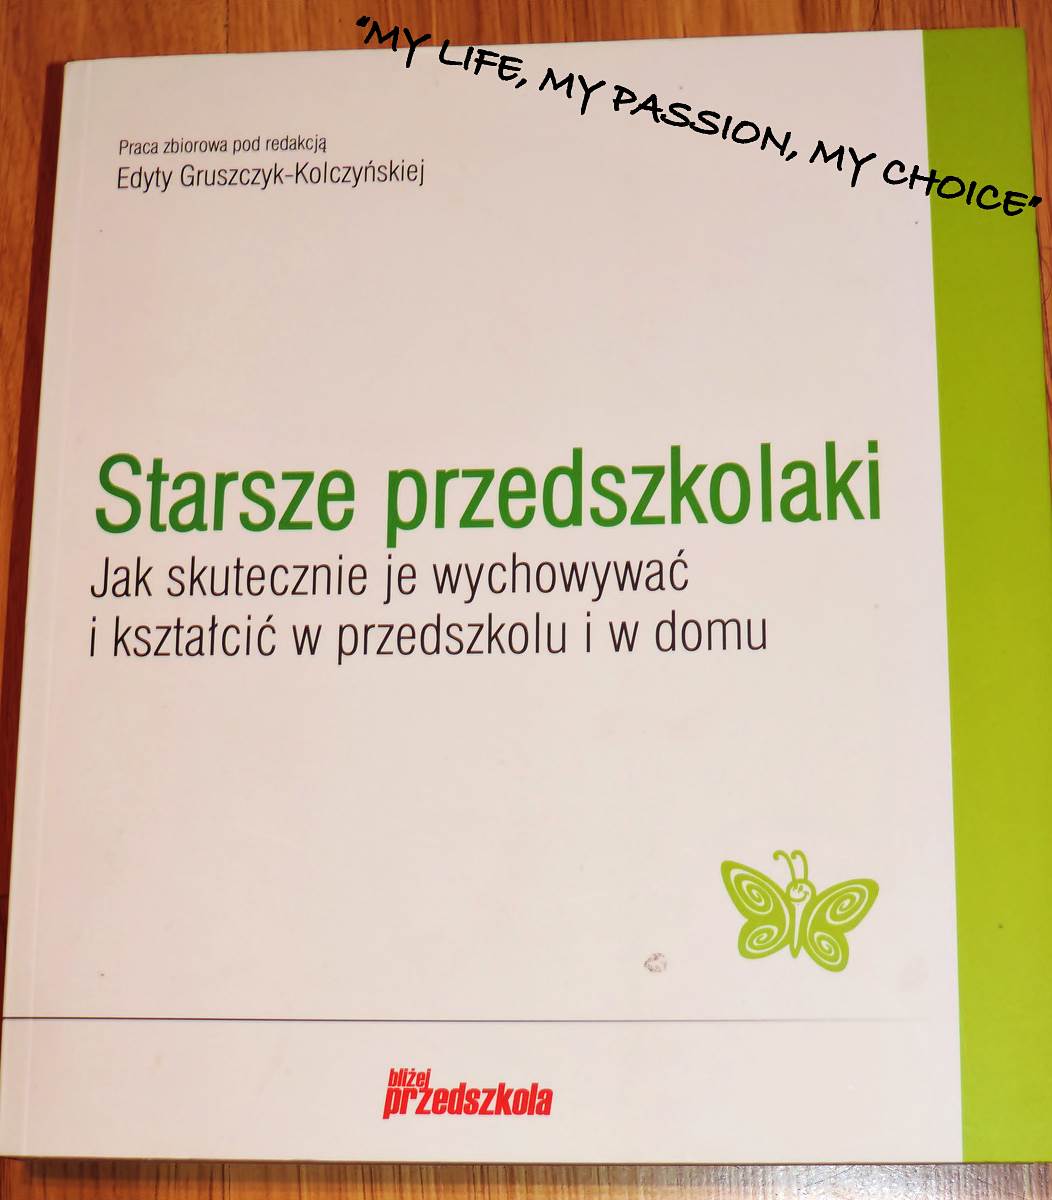 "MY LIFE, MY PASSION, MY CHOICE"
Praca zbiorowa pod redakcją
Edyty Gruszczyk-Kolczyńskiej
Starsze przedszkolaki
Jak skutecznie je wychowywać
i kształcić w przedszkolu i w domu
bliżej
przedszkola